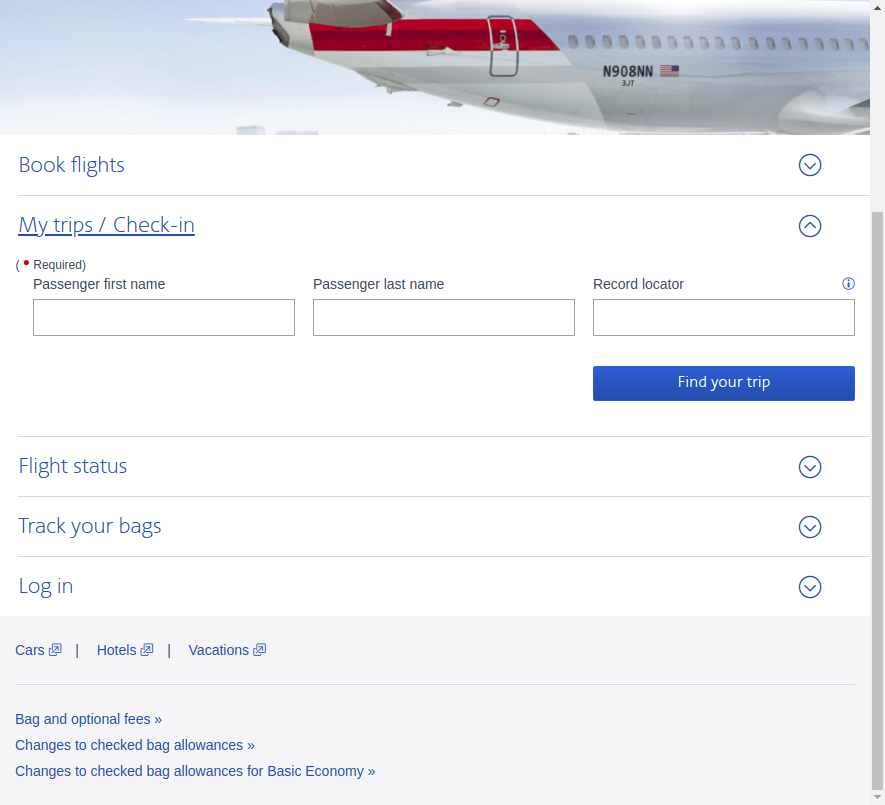 N908NN
3JT
Book flights
My trips / Check-in
( • Required)
Passenger first name
Passenger last name
Record locator
Find your trip
Flight status
Track your bags
Log in
Cars | Hotels | Vacations
Bag and optional fees »
Changes to checked bag allowances »
Changes to checked bag allowances for Basic Economy »